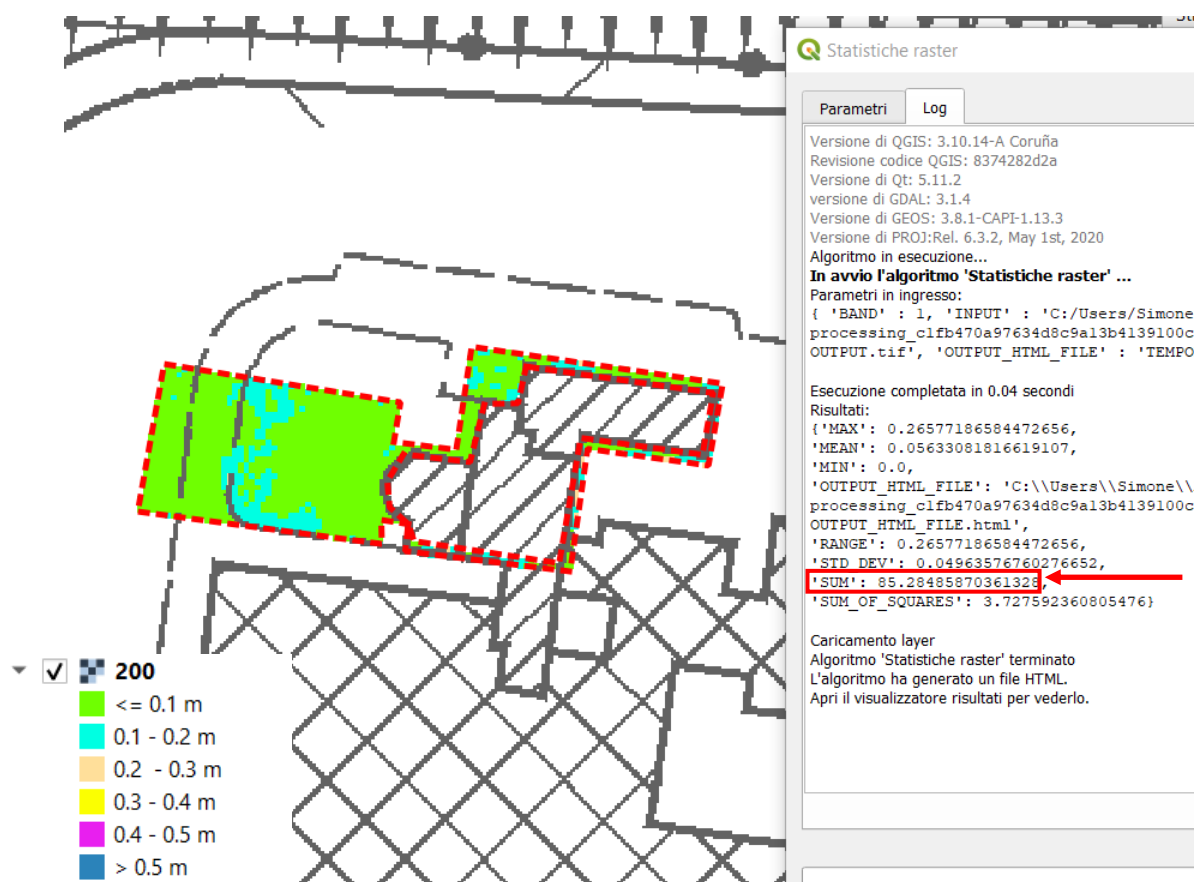 Statistiche raster
Parametri
Log
Versione di QGIS: 3.10.14-A Coruña
Revisione codice QGIS: 8374282d2a
Versione di Qt: 5.11.2
versione di GDAL: 3.1.4
Versione di GEOS: 3.8.1-CAPI-1.13.3
Versione di PROJ:Rel. 6.3.2, May 1st, 2020
Algoritmo in esecuzione...
In avvio l'algoritmo 'Statistiche raster' ...
Parametri in ingresso:
{ 'BAND' : 1, 'INPUT' : 'C:/Users/Simone
processing_c1fb470a97634d8c9a13b4139100c
OUTPUT.tif', 'OUTPUT_HTML_FILE' : 'TEMPO
Esecuzione completata in 0.04 secondi
Risultati:
{'MAX': 0.26577186584472656,
'MEAN': 0.05633081816619107,
'MIN': 0.0,
'OUTPUT_HTML_FILE': 'C:\\Users\\Simone\\
processing_c1fb470a97634d8c9a13b4139100c
OUTPUT_HTML_FILE.html',
'RANGE': 0.26577186584472656,
'STD_DEV': 0.04963576760276652,
'SUM': 85.28485870361328,
'SUM_OF_SQUARES': 3.727592360805476}
Caricamento layer
Algoritmo 'Statistiche raster' terminato
L'algoritmo ha generato un file HTML.
Apri il visualizzatore risultati per vederlo.
200
<= 0.1 m
0.1 - 0.2 m
0.2 - 0.3 m
0.3 - 0.4 m
0.4 - 0.5 m
> 0.5 m